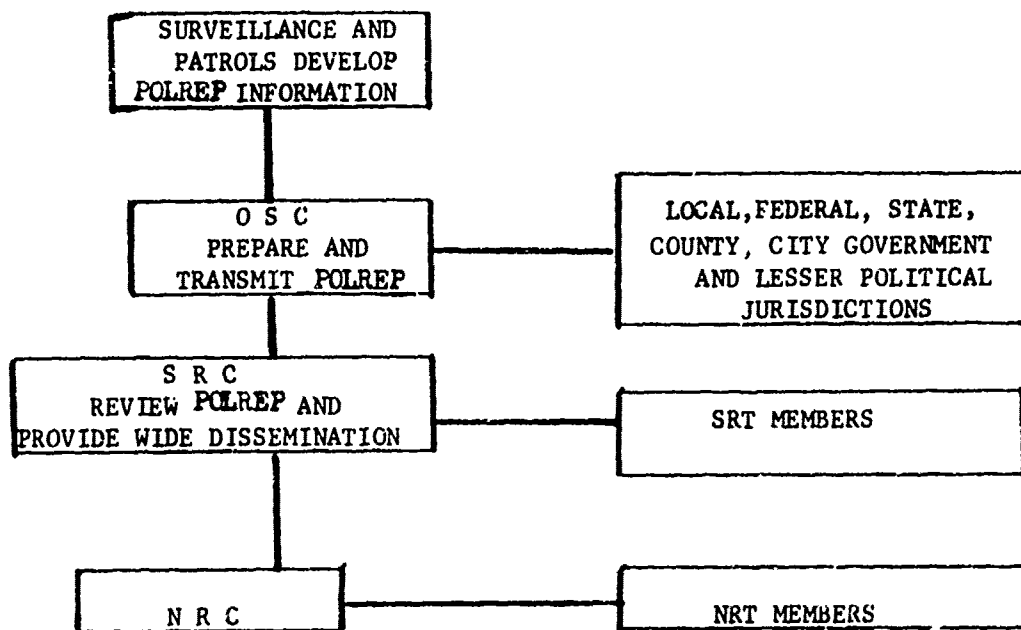 SURVEILLANCE AND
PATROLS DEVELOP
POLREP INFORMATION
O S C
PREPARE AND
TRANSMIT POLREP
LOCAL,FEDERAL, STATE,
COUNTY, CITY GOVERNMENT
AND LESSER POLITICAL
JURISDICTIONS
S R C
REVIEW POLREP AND
PROVIDE WIDE DISSEMINATION
SRT MEMBERS
N R C
NRT MEMBERS